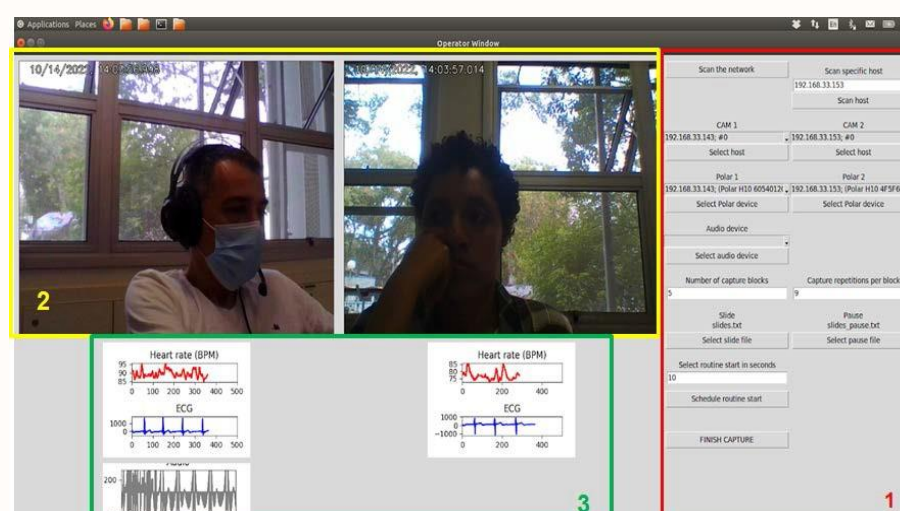 Applications Places
En
Operator Window
10/14/2022 14:03:56.998
14:03:57.014
2
Scan the network
Scan specific host
192.168.33.153
Scan host
CAM 1
CAM 2
192.168.33.143; #0
192.168.33.153; #0
Select host
Select host
Polar 1
Polar 2
192.168.33.143; (Polar H10 6054012(
192.168.33.153; (Polar H10 4F5F6
Select Polar device
Select Polar device
Audio device
Select audio device
Number of capture blocks
Capture repetitions per block
5
9
Slide
Pause
slides.txt
slides_pause.txt
Select slide file
Select pause file
Select routine start in seconds
10
Schedule routine start
FINISH CAPTURE
1
Heart rate (BPM)
95
90
85
0 100 200 300 400 500
ECG
1000
0
0 100 200 300 400 500
Audio
200
Heart rate (BPM)
85
80
75
0 200 400
ECG
1000
0
−1000
0 200 400
3